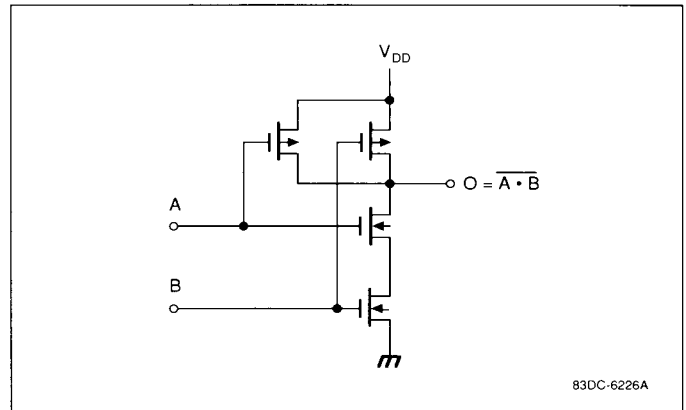 V_DD
O = \overline{A • B}
A
B
83DC-6226A